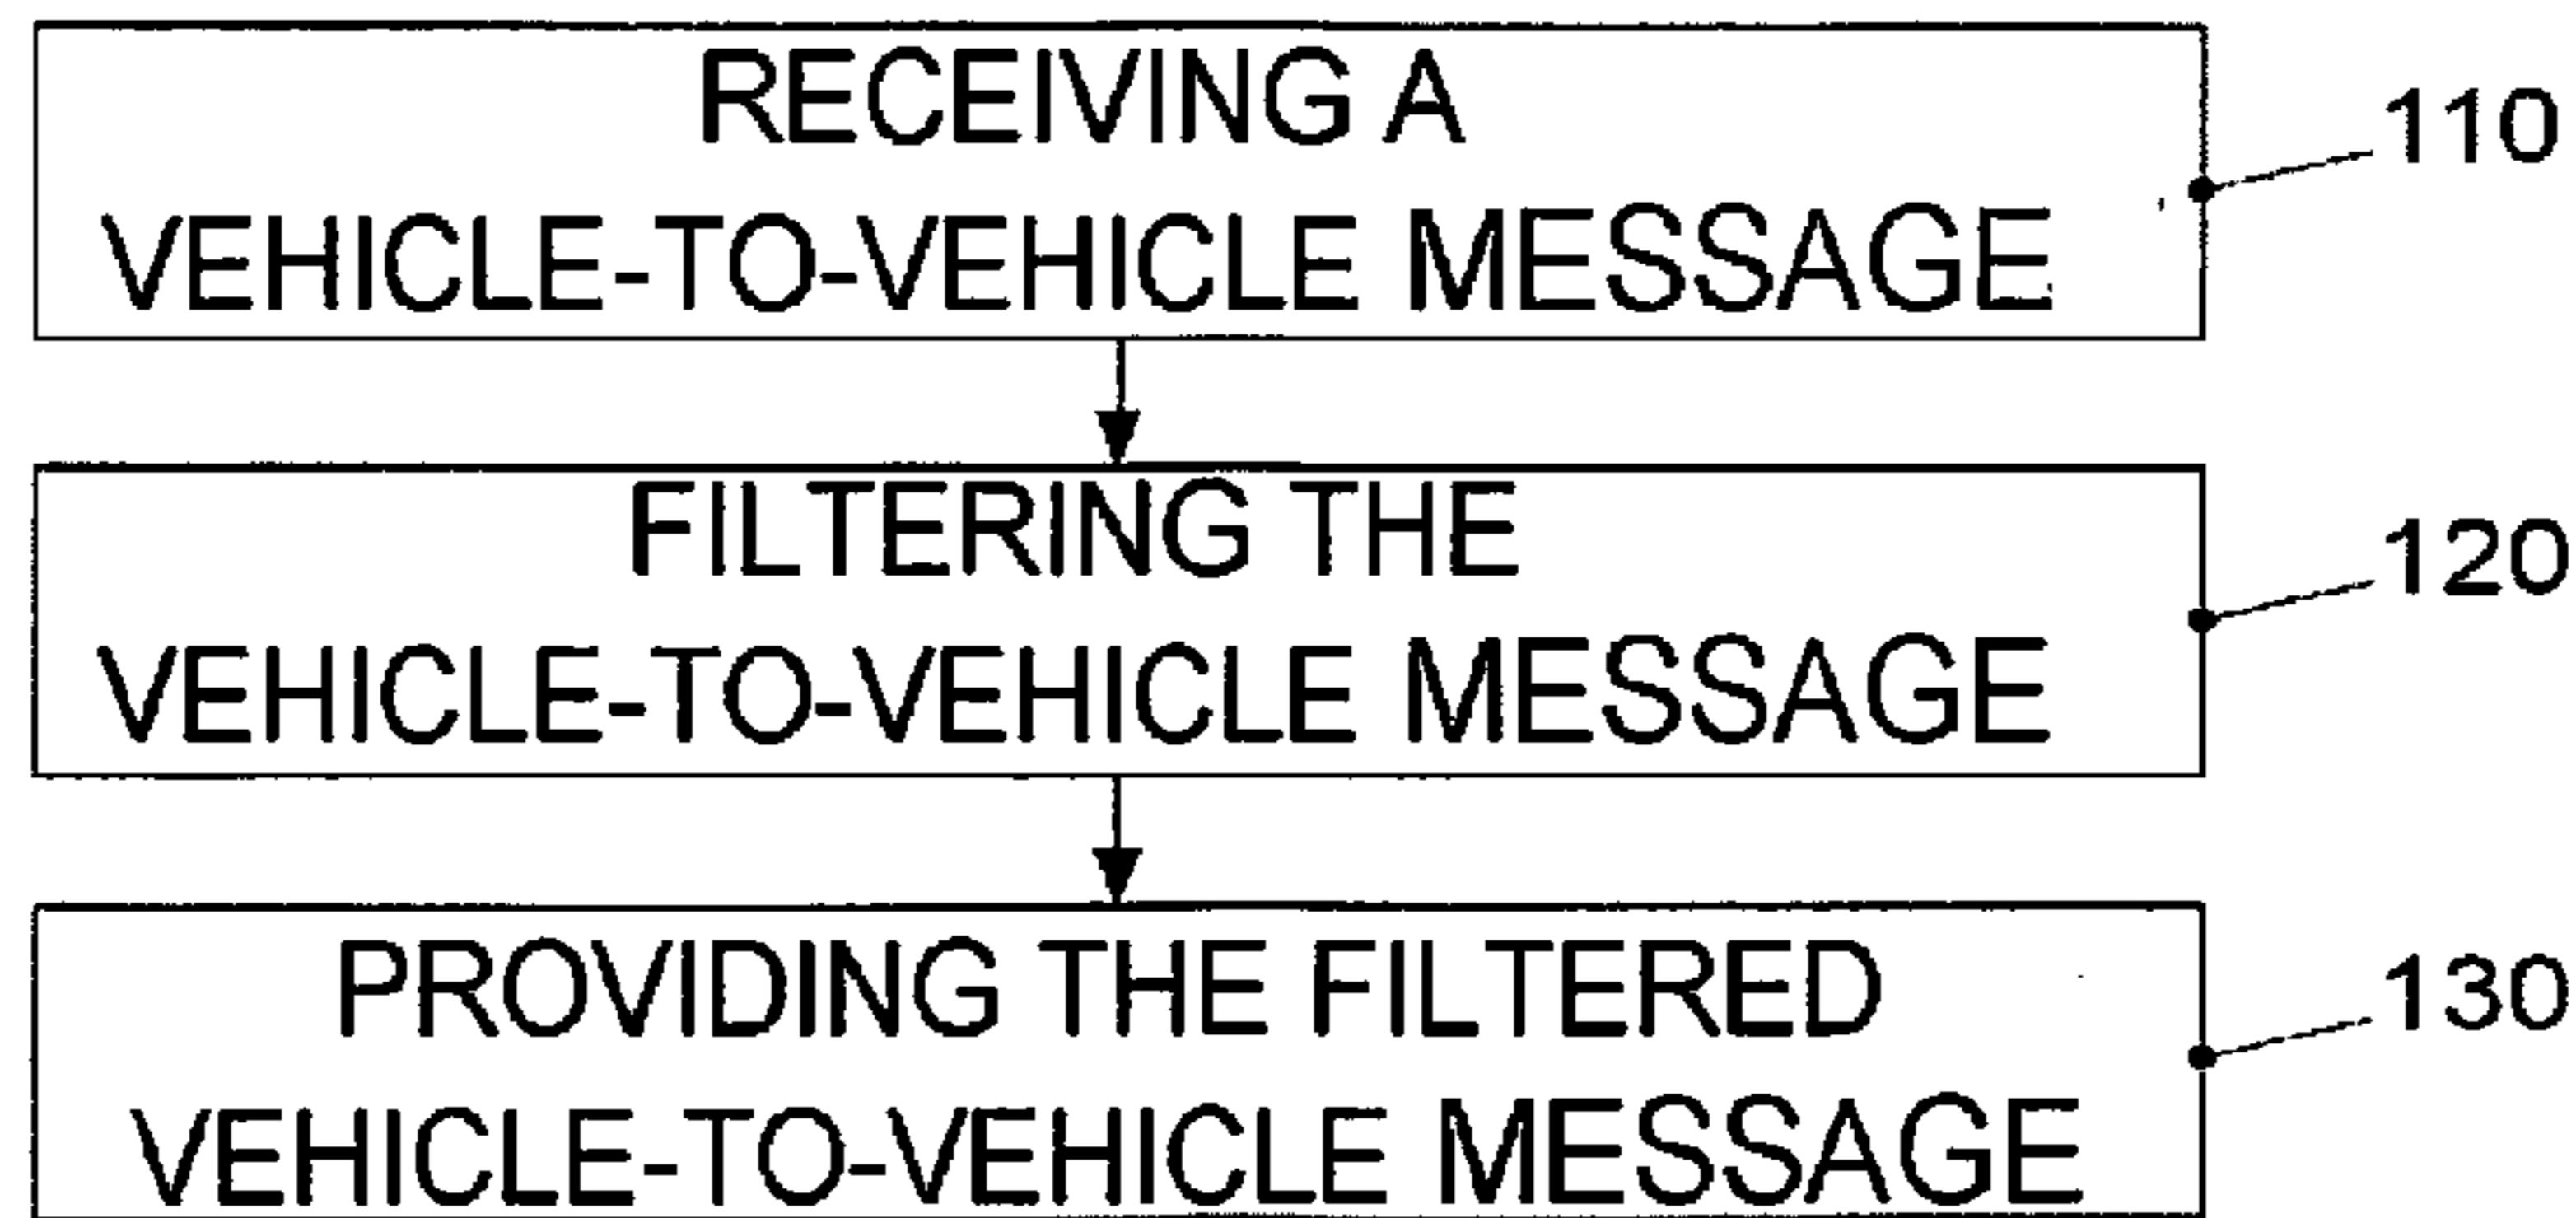 RECEIVING A
VEHICLE-TO-VEHICLE MESSAGE
110
FILTERING THE
VEHICLE-TO-VEHICLE MESSAGE
120
PROVIDING THE FILTERED
VEHICLE-TO-VEHICLE MESSAGE
130